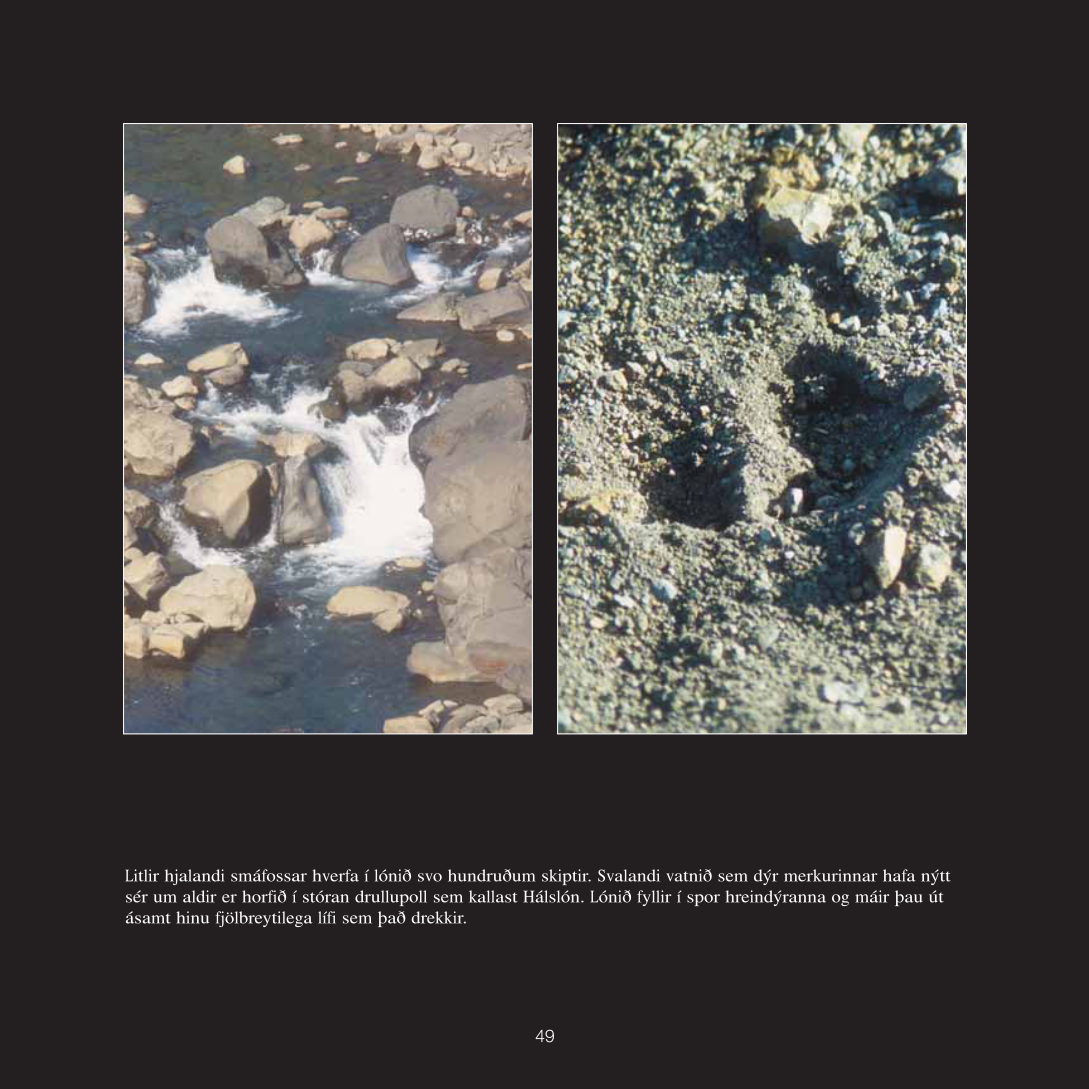 Litlir hjalandi smáfossar hverfa í lónið svo hundruðum skiptir. Svalandi vatnið sem dýr merkurinnar hafa nýtt
sér um aldir er horfið í stóran drullupoll sem kallast Hálslón. Lónið fyllir í spor hreindýranna og máir þau út
ásamt hinu fjölbreytilega lífi sem það drekkir.
49